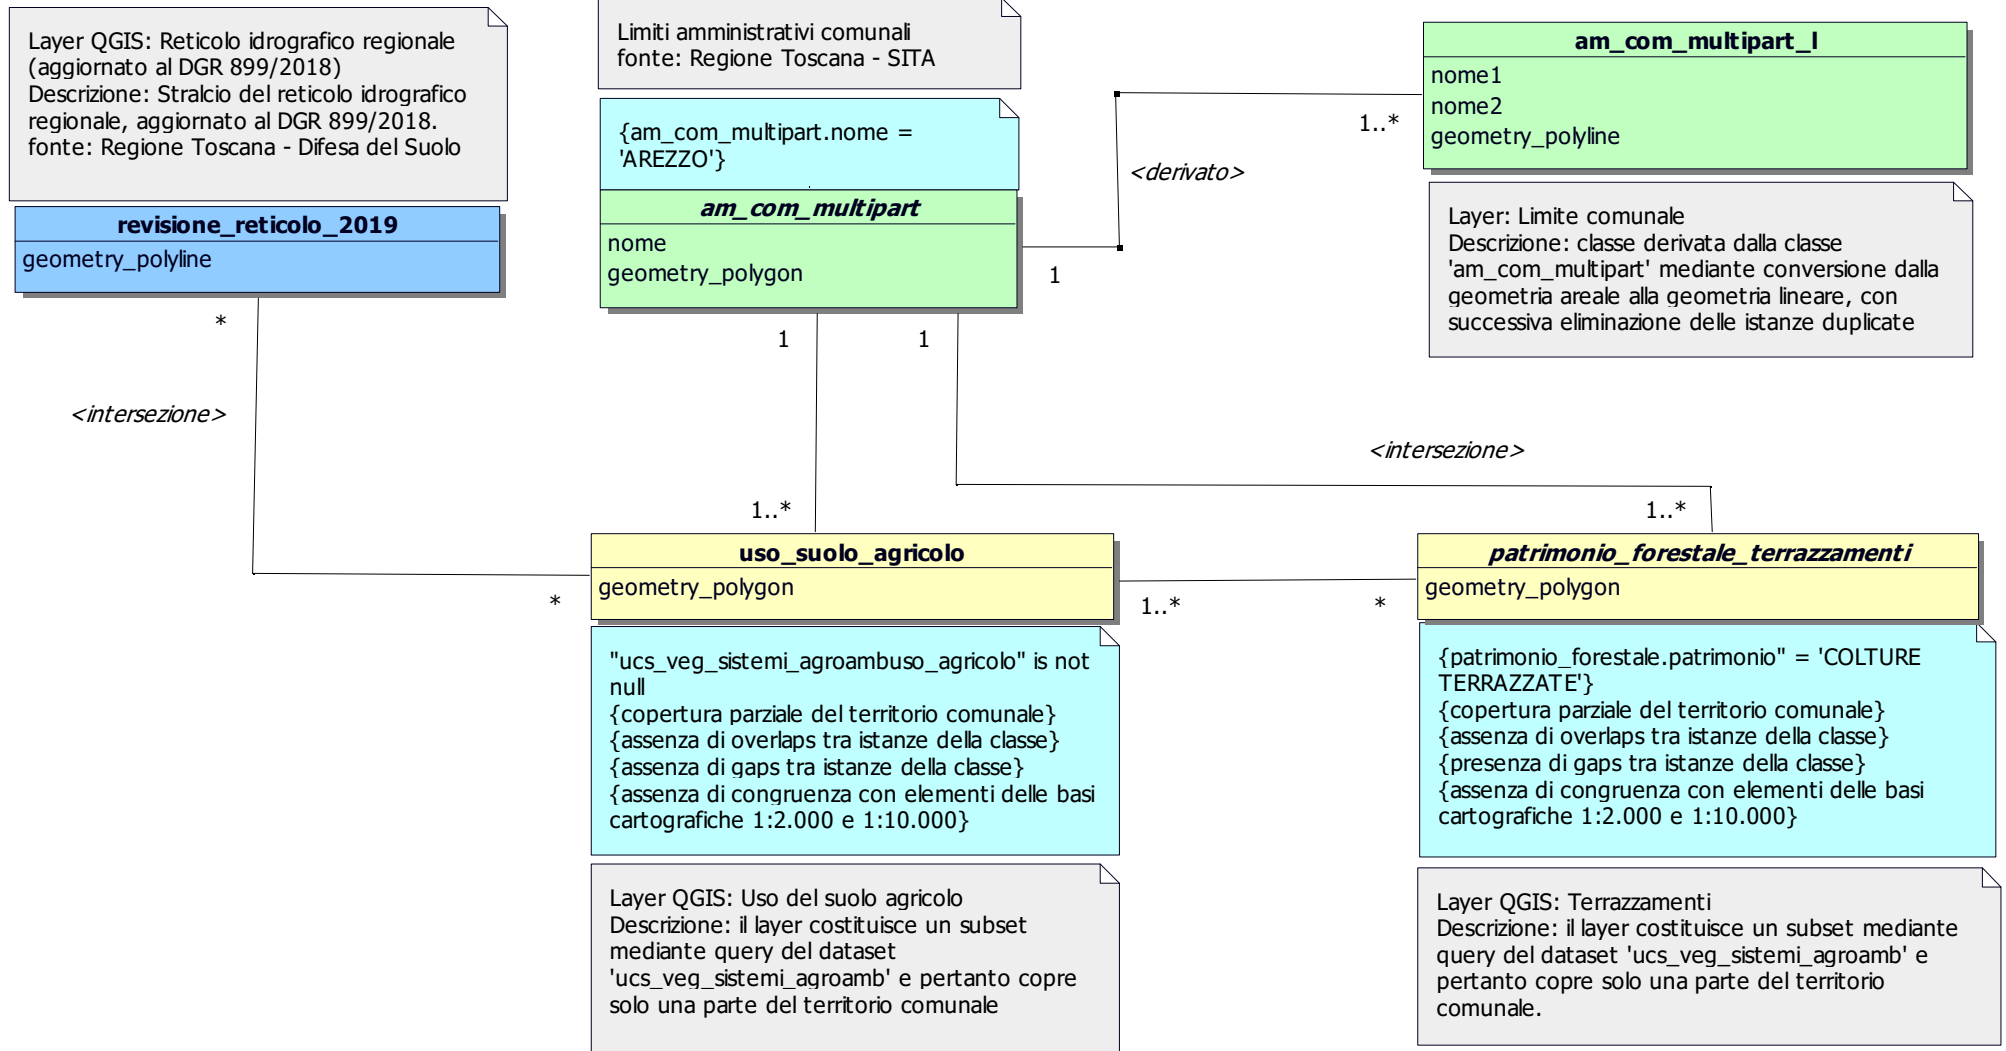 Layer QGIS: Reticolo idrografico regionale
(aggiornato al DGR 899/2018)
Descrizione: Stralcio del reticolo idrografico
regionale, aggiornato al DGR 899/2018.
fonte: Regione Toscana - Difesa del Suolo
revisione_reticolo_2019
geometry_polyline
*
<intersezione>
*
Limiti amministrativi comunali
fonte: Regione Toscana - SITA
{am_com_multipart.nome =
'AREZZO'}
am_com_multipart
nome
geometry_polygon
1
<derivato>
1..*
am_com_multipart_l
nome1
nome2
geometry_polyline
Layer: Limite comunale
Descrizione: classe derivata dalla classe
'am_com_multipart' mediante conversione dalla
geometria areale alla geometria lineare, con
successiva eliminazione delle istanze duplicate
1
1
<intersezione>
1..*
1..*
uso_suolo_agricolo
geometry_polygon
1..*
*
"ucs_veg_sistemi_agroambuso_agricolo" is not
null
{copertura parziale del territorio comunale}
{assenza di overlaps tra istanze della classe}
{assenza di gaps tra istanze della classe}
{assenza di congruenza con elementi delle basi
cartografiche 1:2.000 e 1:10.000}
Layer QGIS: Uso del suolo agricolo
Descrizione: il layer costituisce un subset
mediante query del dataset
'ucs_veg_sistemi_agroamb' e pertanto copre
solo una parte del territorio comunale
patrimonio_forestale_terrazzamenti
geometry_polygon
{patrimonio_forestale.patrimonio" = 'COLTURE
TERRAZZATE'}
{copertura parziale del territorio comunale}
{assenza di overlaps tra istanze della classe}
{presenza di gaps tra istanze della classe}
{assenza di congruenza con elementi delle basi
cartografiche 1:2.000 e 1:10.000}
Layer QGIS: Terrazzamenti
Descrizione: il layer costituisce un subset mediante
query del dataset 'ucs_veg_sistemi_agroamb' e
pertanto copre solo una parte del territorio
comunale.